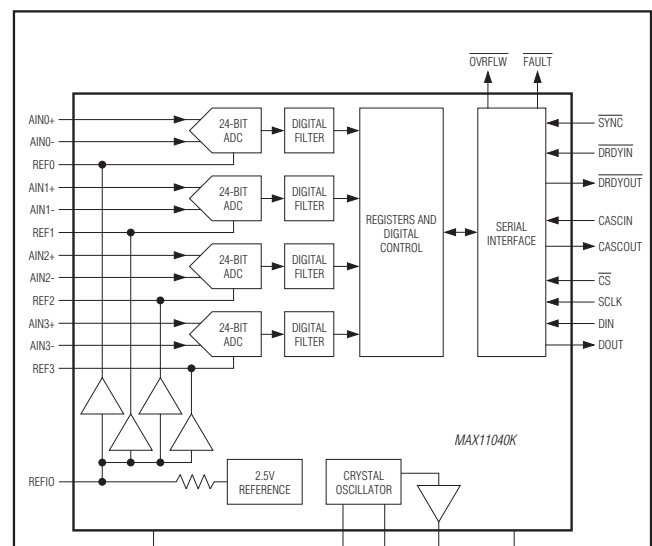 OVRFLW
FAULT
AIN0+
AIN0-
REF0
AIN1+
AIN1-
REF1
AIN2+
AIN2-
REF2
AIN3+
AIN3-
REF3
REFIO
24-BIT
ADC
DIGITAL
FILTER
24-BIT
ADC
DIGITAL
FILTER
24-BIT
ADC
DIGITAL
FILTER
24-BIT
ADC
DIGITAL
FILTER
REGISTERS AND
DIGITAL
CONTROL
SERIAL
INTERFACE
SYNC
DRDYIN
DRDYOUT
CASCIN
CASCOUT
CS
SCLK
DIN
DOUT
MAX11040K
2.5V
REFERENCE
CRYSTAL
OSCILLATOR